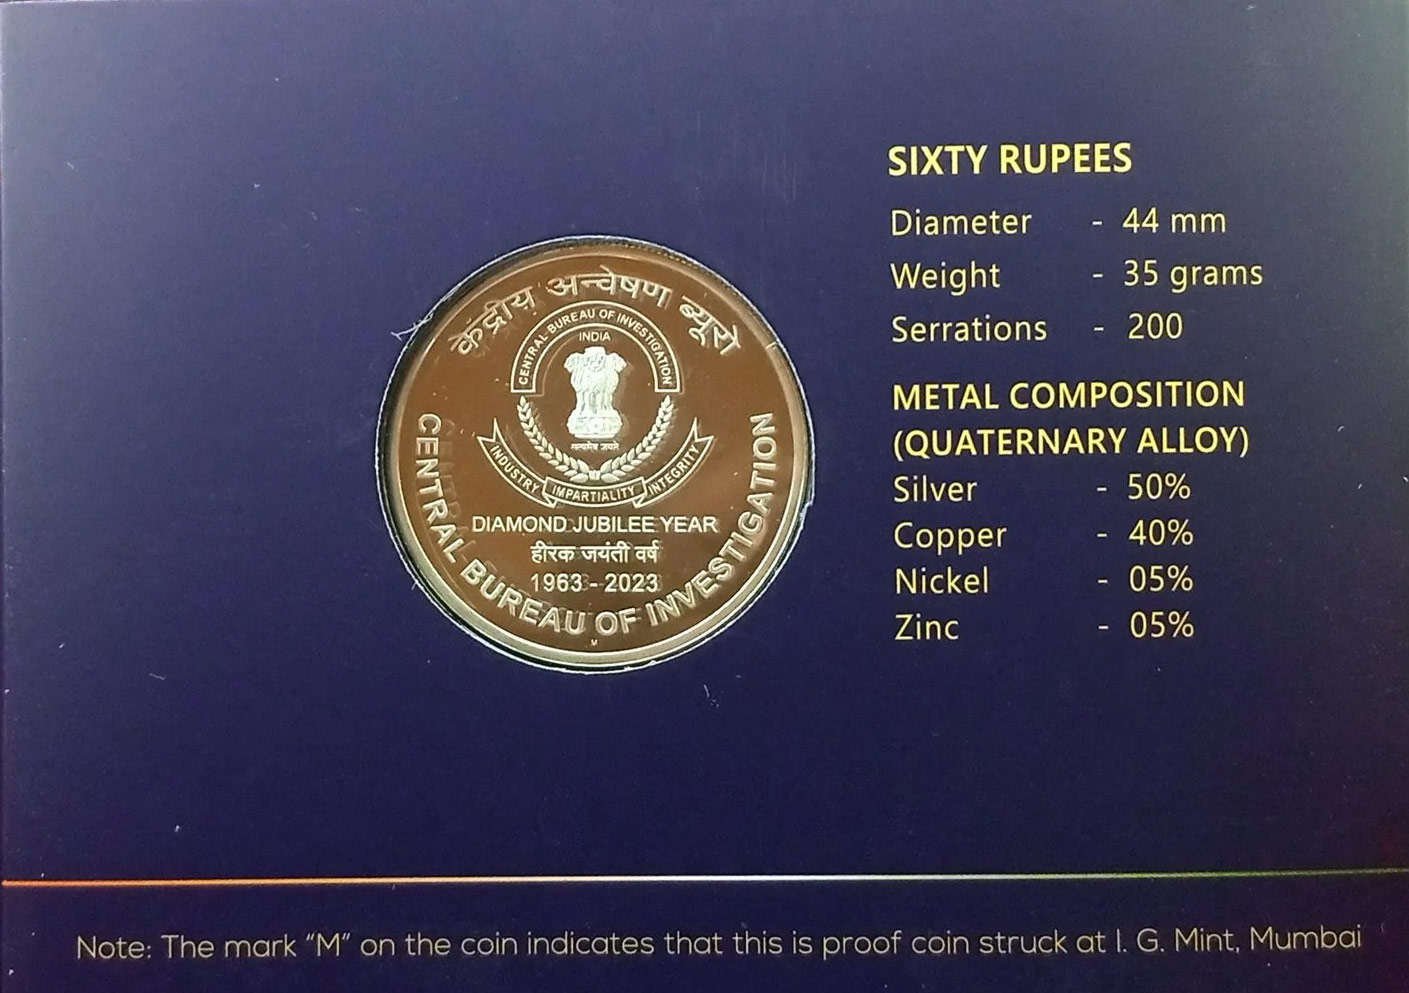 केंद्रीय अन्वेषण ब्यूरो
CENTRAL BUREAU OF INVESTIGATION
INDIA
सत्यमेव जयते
INDUSTRY IMPARTIALITY INTEGRITY
DIAMOND JUBILEE YEAR
हीरक जयंती वर्ष
1963 - 2023
CENTRAL BUREAU OF INVESTIGATION
M
SIXTY RUPEES
Diameter - 44 mm
Weight - 35 grams
Serrations - 200
METAL COMPOSITION
(QUATERNARY ALLOY)
Silver - 50%
Copper - 40%
Nickel - 05%
Zinc - 05%
Note: The mark "M" on the coin indicates that this is proof coin struck at I. G. Mint, Mumbai